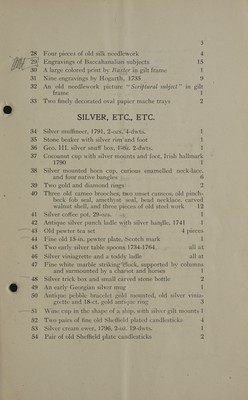 3
28 Four pieces of old silk needlework 4
29 Engravings of Bacchanalian subjects 15
30 A large colored print by Baxter in gilt frame 1
31 Nine engravings by Hogarth, 1738 9
32 An old needlework picture "Scriptural subject" in gilt
frame 1
33 Two finely decorated oval papier mache trays 2
SILVER, ETC., ETC.
34 Silver muffineer, 1791, 2-ozs. 4-dwts. 1
35 Stone beaker with silver rim and foot 1
36 Geo. III. silver snuff box, 1986. 2-dwts. 1
37 Cocoanut cup with silver mounts and foot, Irish hallmark
1790 1
38 Silver mounted horn cup, curious enamelled neck-lace,
and four native bangles 6
39 Two gold and diamond rings 2
40 Three old cameo brooches, two onset cameos, old pinch-
beck fob seal, amethyst seal, bead necklace, carved
walnut shell, and three pieces of old steel work 12
41 Silver coffee pot, 29-ozs. 1
42 Antique silver punch ladle with silver handle, 1741 1
43 Old pewter tea set 4 pieces
44 Fine old 15-in. pewter plate, Scotch mark 1
45 Two early silver table spoons 1734-1764 all at
46 Silver vinaigrette and a toddy ladle all at
47 Fine white marble striking clock, supported by columns
and surmounted by a chariot and horses 1
48 Silver trick box and small carved stone bottle 2
49 An early Georgian silver mug 1
50 Antique pebble bracelet gold mounted, old silver vinia-
grette and 18-ct. gold antique ring 3
51 Wine cup in the shape of a ship, with silver gilt mounts 1
52 Two pairs of fine old Sheffield plated candlesticks 4
53 Silver cream ewer, 1796, 2-oz. 19-dwts. 1
54 Pair of old Sheffield plate candlesticks 2